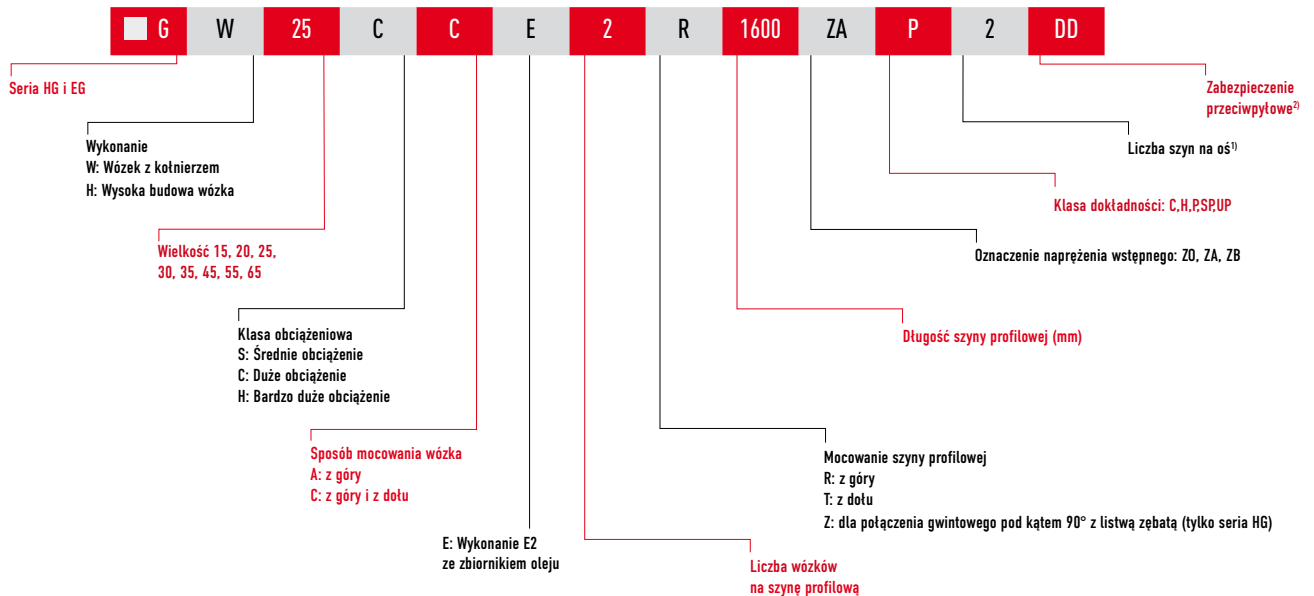 G W 25 C C E 2 R 1600 ZA P 2 DD
Seria HG i EG
Wykonanie
W: Wózek z kołnierzem
H: Wysoka budowa wózka
Wielkość 15, 20, 25,
30, 35, 45, 55, 65
Klasa obciążeniowa
S: Średnie obciążenie
C: Duże obciążenie
H: Bardzo duże obciążenie
Sposób mocowania wózka
A: z góry
C: z góry i z dołu
E: Wykonanie E2
ze zbiornikiem oleju
Liczba wózków
na szynę profilową
Mocowanie szyny profilowej
R: z góry
T: z dołu
Z: dla połączenia gwintowego pod kątem 90° z listwą zębatą (tylko seria HG)
Długość szyny profilowej (mm)
Oznaczenie naprężenia wstępnego: Z0, ZA, ZB
Klasa dokładności: C,H,P,SP,UP
Liczba szyn na oś¹⁾
Zabezpieczenie
przeciwpyłowe²⁾